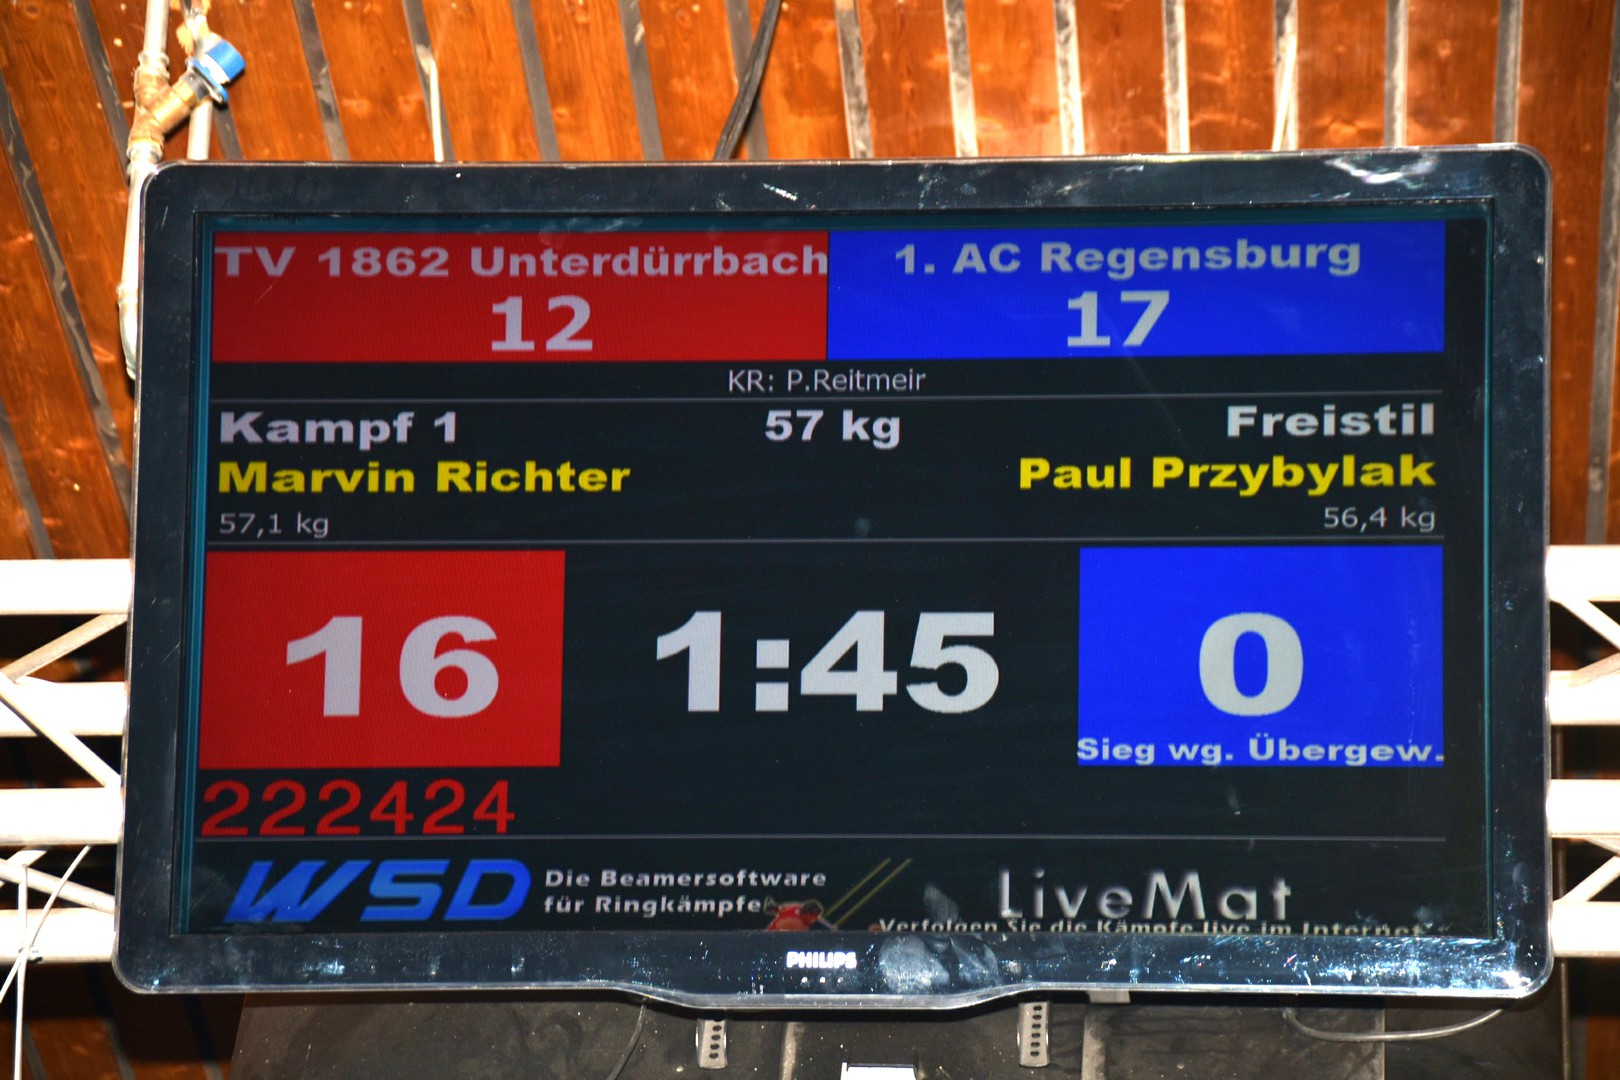 TV 1862 Unterdürrbach 1. AC Regensburg
12 17
KR: P.Reitmeir
Kampf 1 57 kg Freistil
Marvin Richter Paul Przybylak
57,1 kg 56,4 kg
16 1:45 0
Sieg wg. Übergew.
222424
WSD Die Beamersoftware
für Ringkämpfe
LiveMat
Verfolgen Sie die Kämpfe live im Internet
PHILIPS